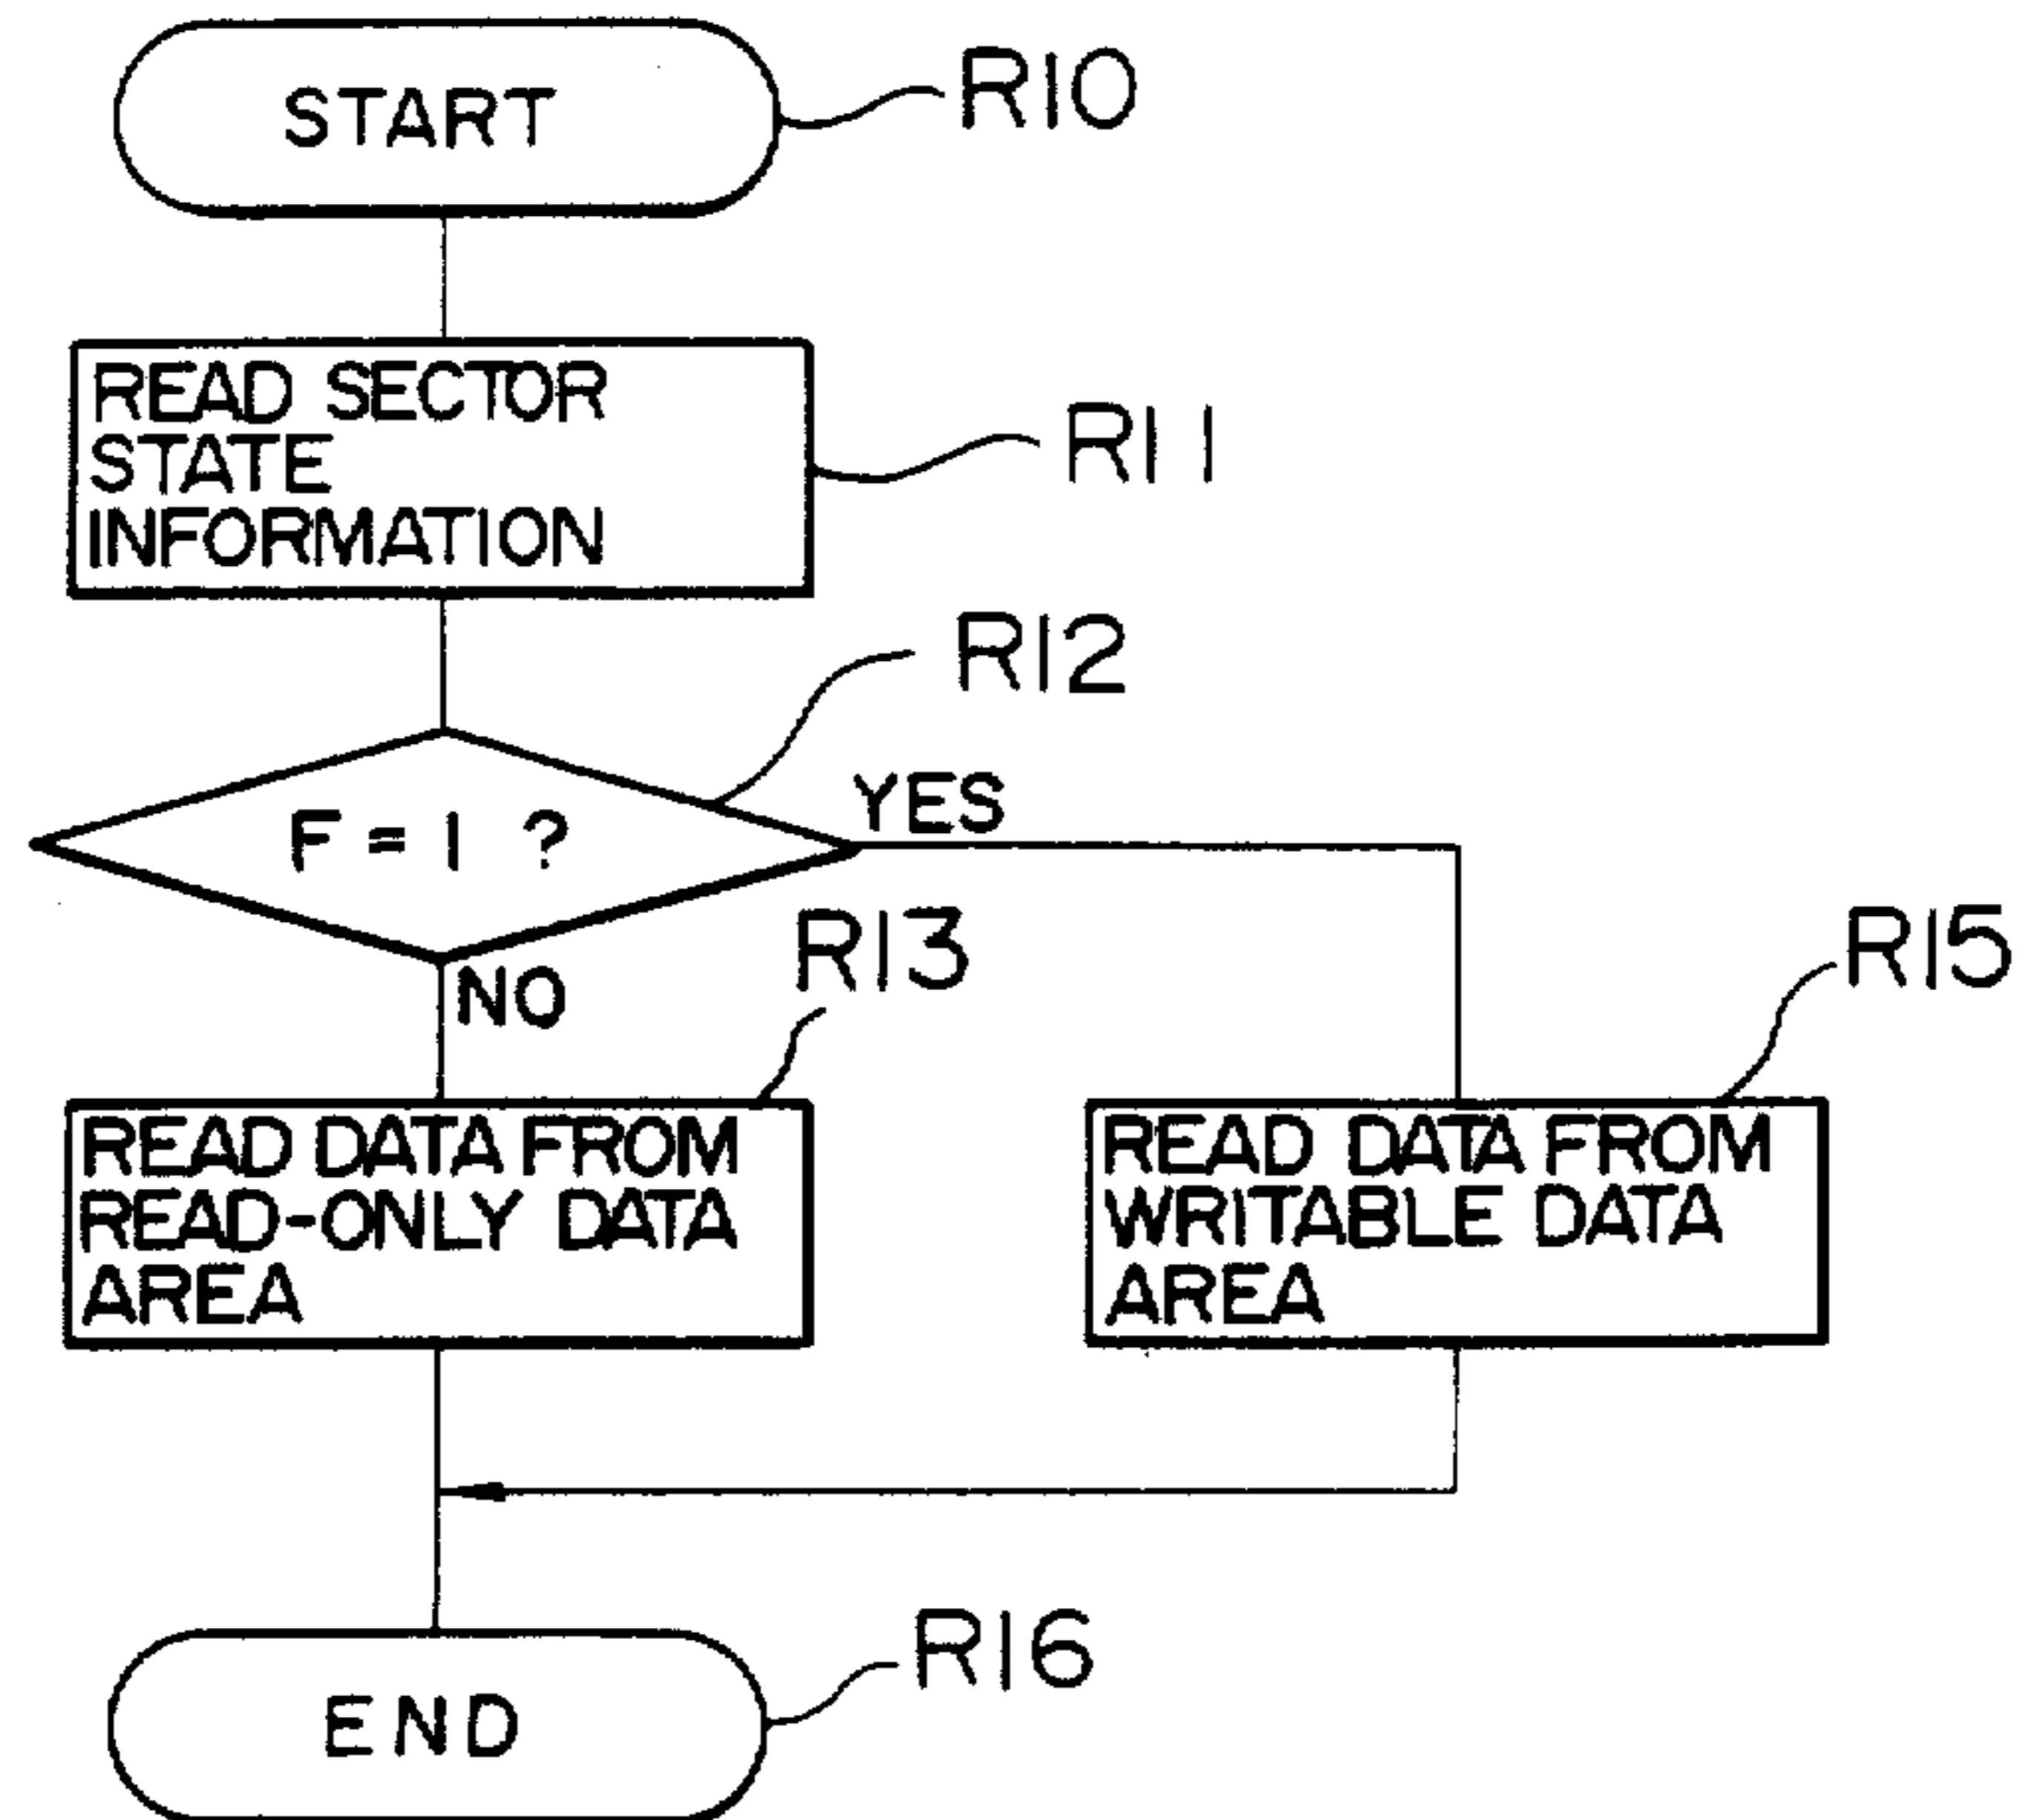 START
R10
READ SECTOR
STATE
INFORMATION
R11
R12
F = 1 ?
YES
NO
R13
R15
READ DATA FROM
READ-ONLY DATA
AREA
READ DATA FROM
WRITABLE DATA
AREA
R16
END